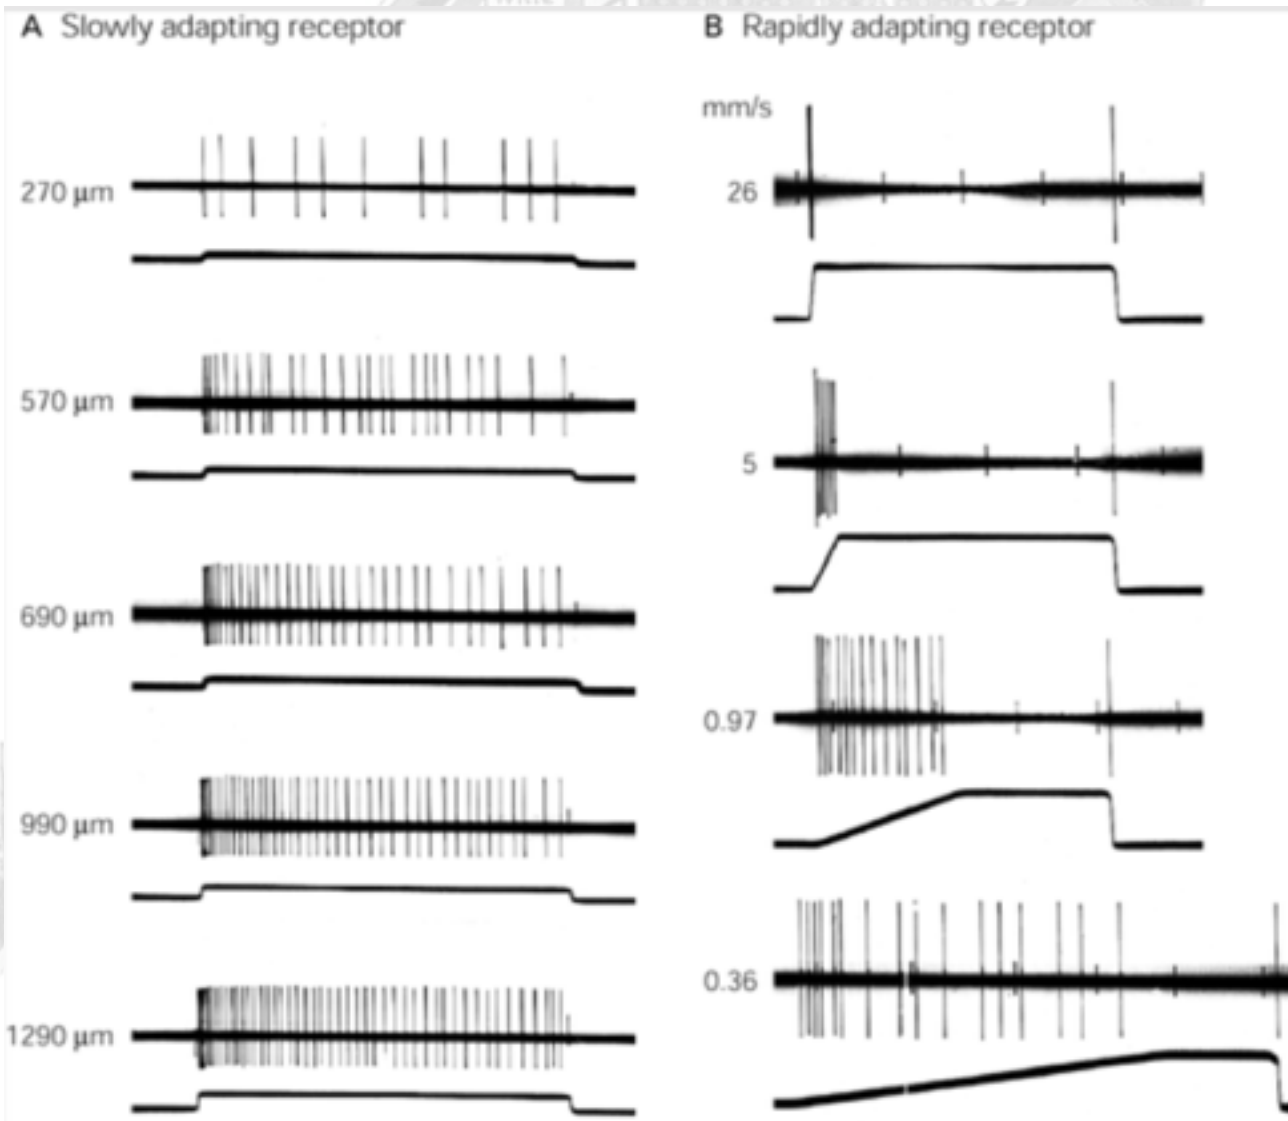 A Slowly adapting receptor
270 µm
570 µm
690 µm
990 µm
1290 µm
B Rapidly adapting receptor
mm/s
26
5
0.97
0.36